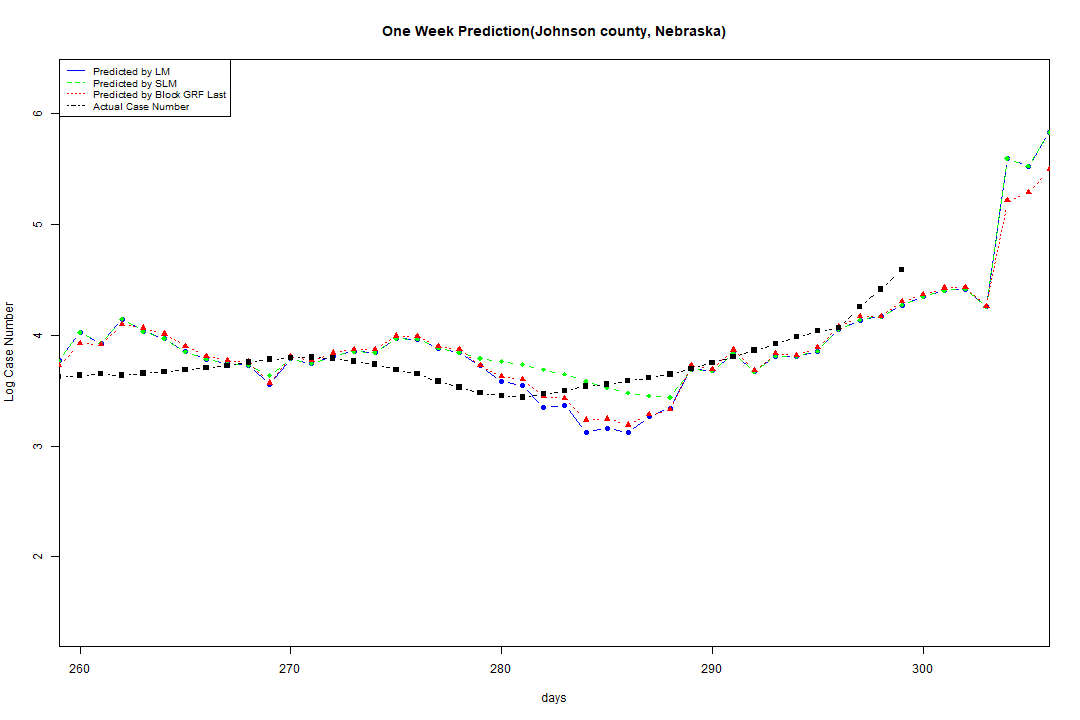 One Week Prediction(Johnson county, Nebraska)
Predicted by LM
Predicted by SLM
Predicted by Block GRF Last
Actual Case Number
6
5
4
3
2
Log Case Number
260 270 280 290 300
days